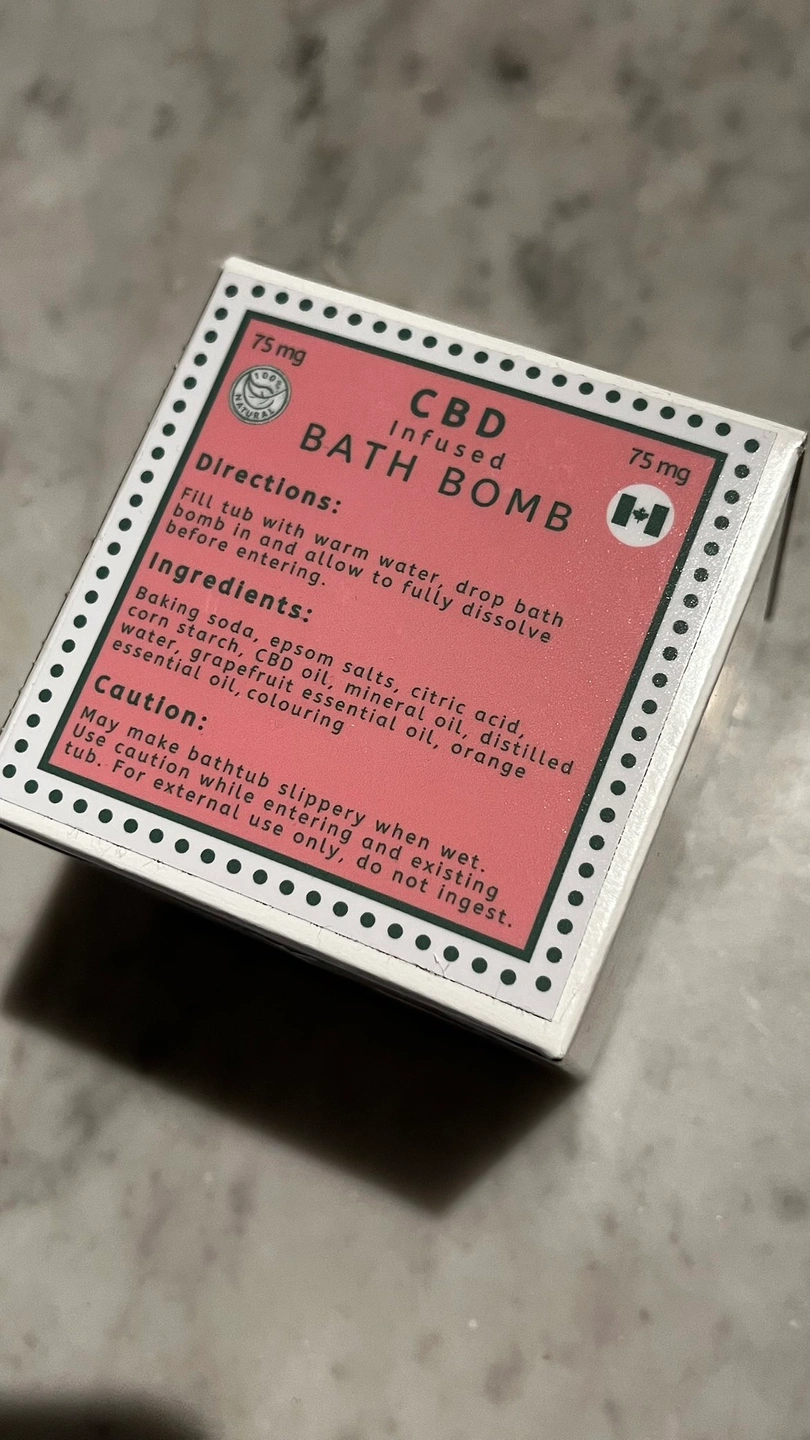 75 mg
100%
NATURAL
CBD
Infused
BATH BOMB
75 mg
Directions:
Fill tub with warm water, drop bath
bomb in and allow to fully dissolve
before entering.
Ingredients:
Baking soda, epsom salts, citric acid,
corn starch, CBD oil, mineral oil, distilled
water, grapefruit essential oil, orange
essential oil, colouring
Caution:
May make bathtub slippery when wet.
Use caution while entering and existing
tub. For external use only, do not ingest.